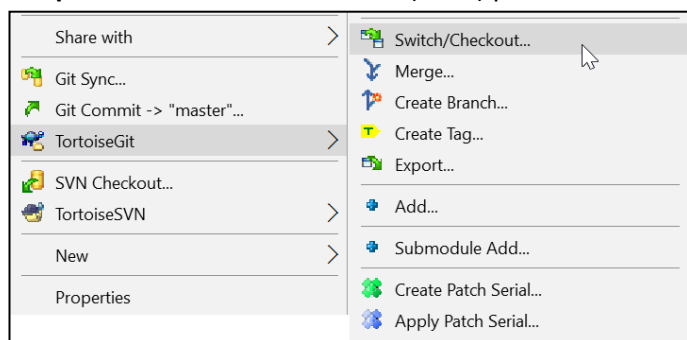 Share with
Git Sync...
Git Commit -> "master"...
TortoiseGit
SVN Checkout...
TortoiseSVN
New
Properties
Switch/Checkout...
Merge...
Create Branch...
T
Create Tag...
Export...
Add...
Submodule Add...
Create Patch Serial...
Apply Patch Serial...